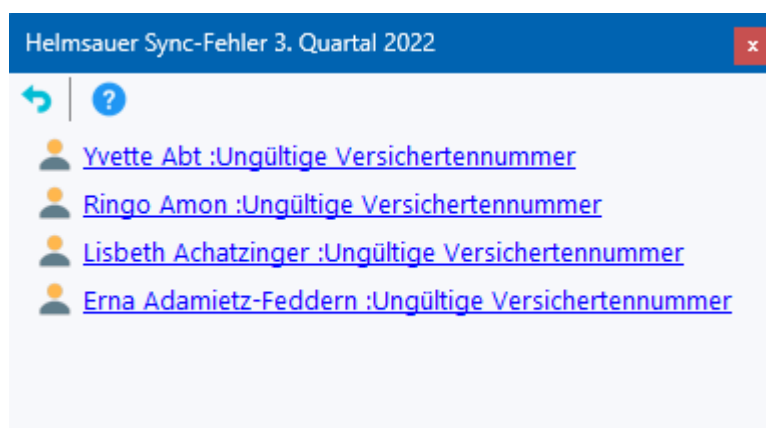 Helmsauer Sync-Fehler 3. Quartal 2022
x
?
Yvette Abt :Ungültige Versichertennummer
Ringo Amon :Ungültige Versichertennummer
Lisbeth Achatzinger :Ungültige Versichertennummer
Erna Adamietz-Feddern :Ungültige Versichertennummer